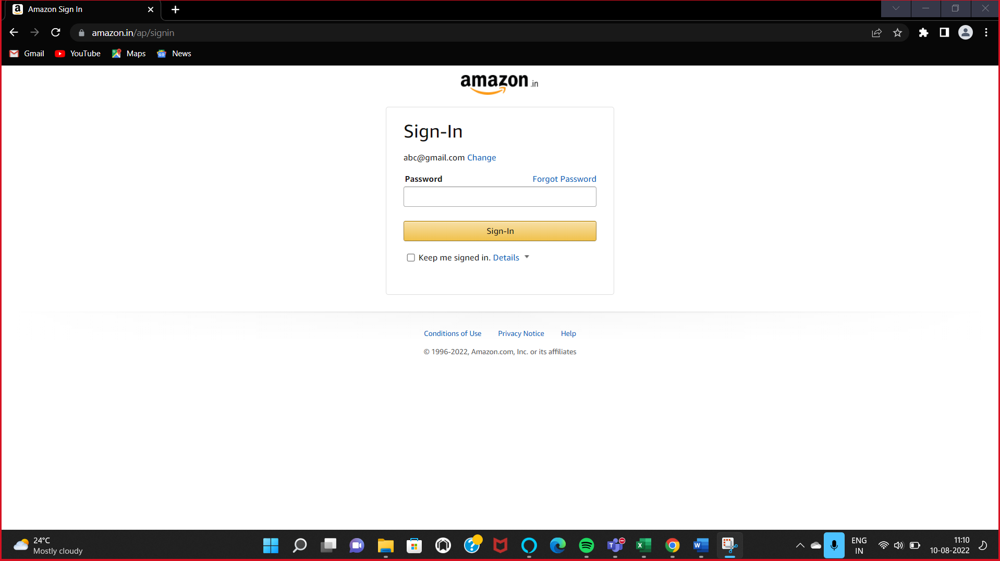 Amazon Sign In
amazon.in/ap/signin
Gmail YouTube Maps News
amazon.in
Sign-In
abc@gmail.com Change
Password Forgot Password
Sign-In
Keep me signed in. Details
Conditions of Use Privacy Notice Help
© 1996-2022, Amazon.com, Inc. or its affiliates
24°C
Mostly cloudy
ENG
IN
11:10
10-08-2022